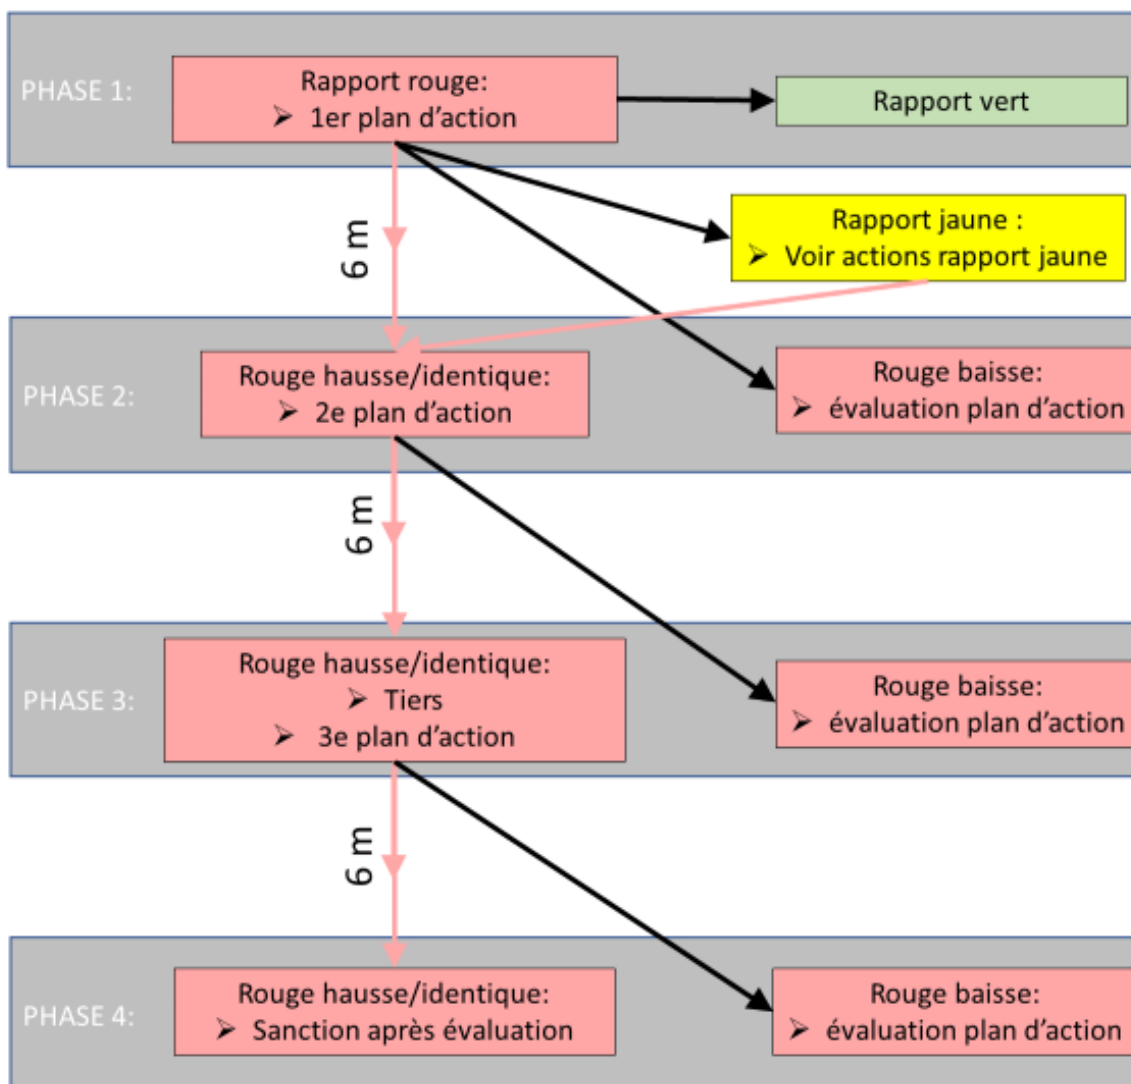 PHASE 1:
Rapport rouge:
➢ 1er plan d’action
Rapport vert
6 m
Rapport jaune :
➢ Voir actions rapport jaune
PHASE 2:
Rouge hausse/identique:
➢ 2e plan d’action
Rouge baisse:
➢ évaluation plan d’action
6 m
PHASE 3:
Rouge hausse/identique:
➢ Tiers
➢ 3e plan d’action
Rouge baisse:
➢ évaluation plan d’action
6 m
PHASE 4:
Rouge hausse/identique:
➢ Sanction après évaluation
Rouge baisse:
➢ évaluation plan d’action